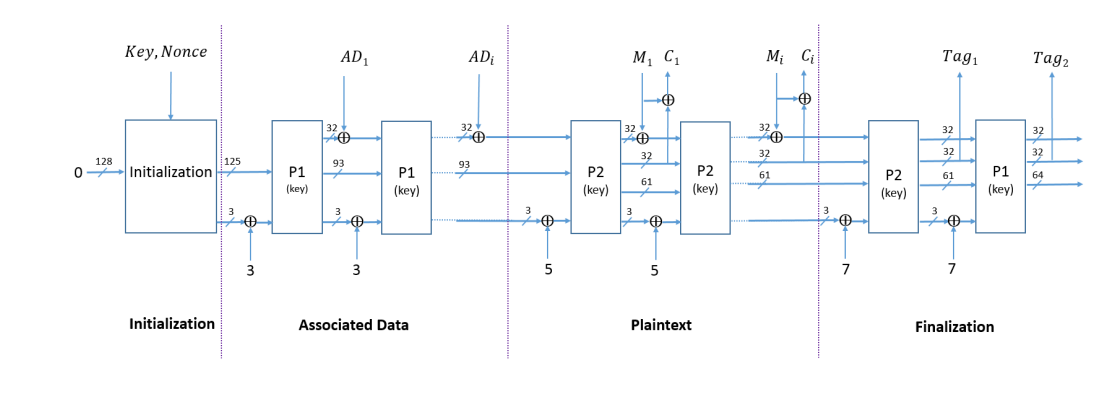 Key, Nonce
AD₁
ADᵢ
M₁ C₁
Mᵢ Cᵢ
Tag₁
Tag₂
32
32
32
32
32
32
0
128
Initialization
125
P1
(key)
93
P1
(key)
93
P2
(key)
32
61
P2
(key)
32
61
P2
(key)
32
61
P1
(key)
32
64
3
3
3
3
3
3
3
3
5
5
7
7
Initialization
Associated Data
Plaintext
Finalization